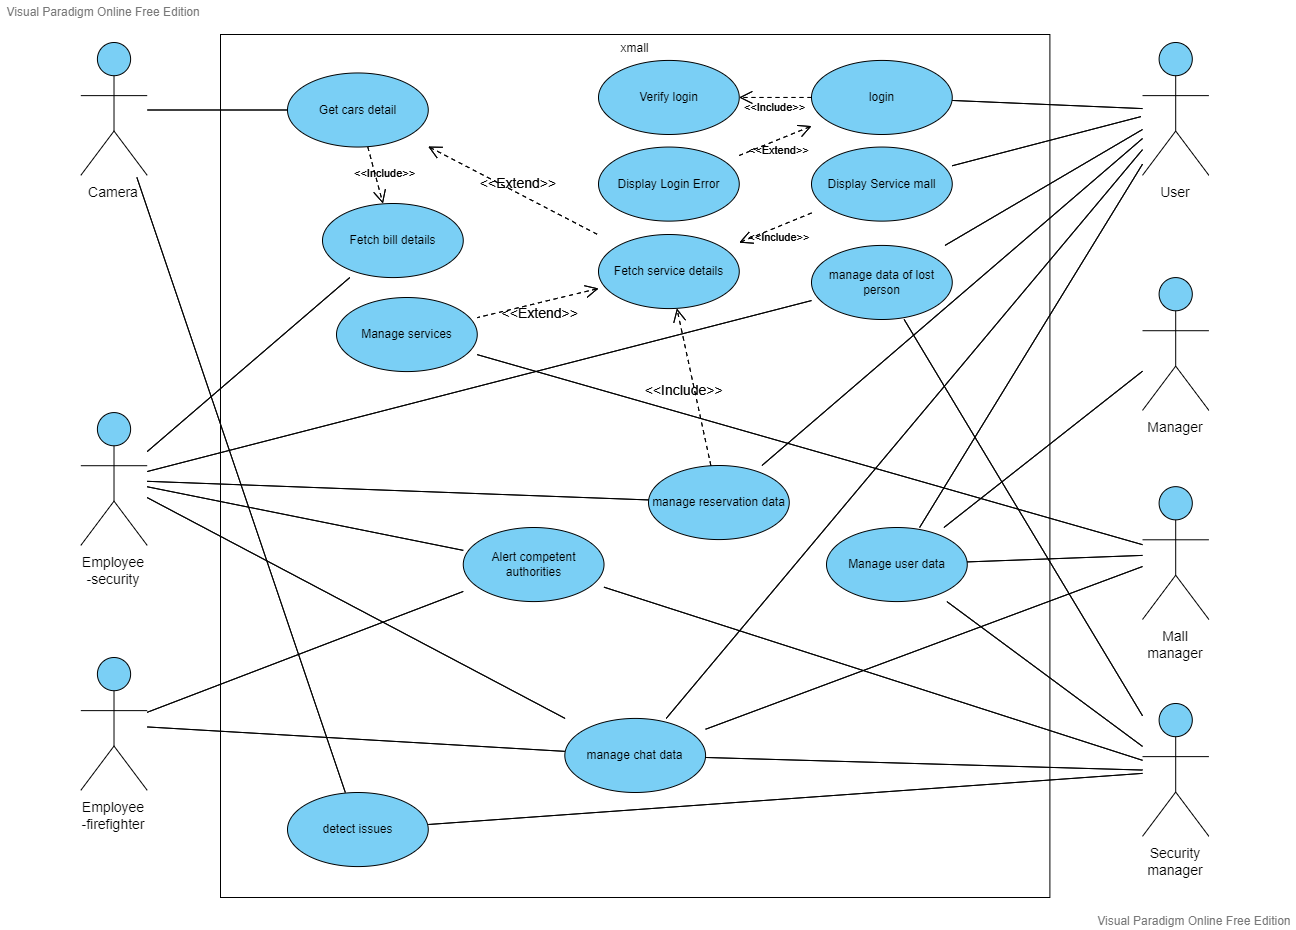 Visual Paradigm Online Free Edition
xmall
Camera
Get cars detail
Verify login
<<Include>>
login
User
<<Include>>
<<Extend>>
<<Extend>>
Display Login Error
Display Service mall
Fetch bill details
<<Include>>
Fetch service details
manage data of lost
person
Manage services
<<Extend>>
<<Include>>
Manager
Employee
-security
manage reservation data
Alert competent
authorities
Manage user data
Mall
manager
manage chat data
Employee
-firefighter
detect issues
Security
manager
Visual Paradigm Online Free Edition